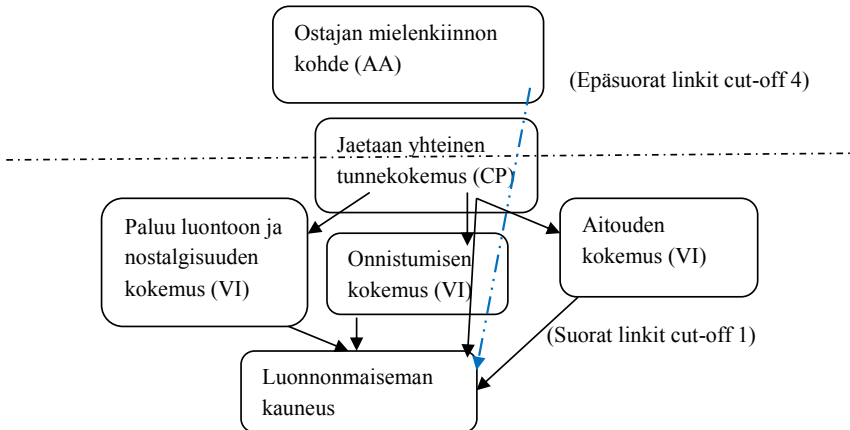 Ostajan mielenkiinnon
kohde (AA)
(Epäsuorat linkit cut-off 4)
Jaetaan yhteinen
tunnekokemus (CP)
Paluu luontoon ja
nostalgisuuden
kokemus (VI)
Onnistumisen
kokemus (VI)
Aitouden
kokemus (VI)
(Suorat linkit cut-off 1)
Luonnonmaiseman
kauneus